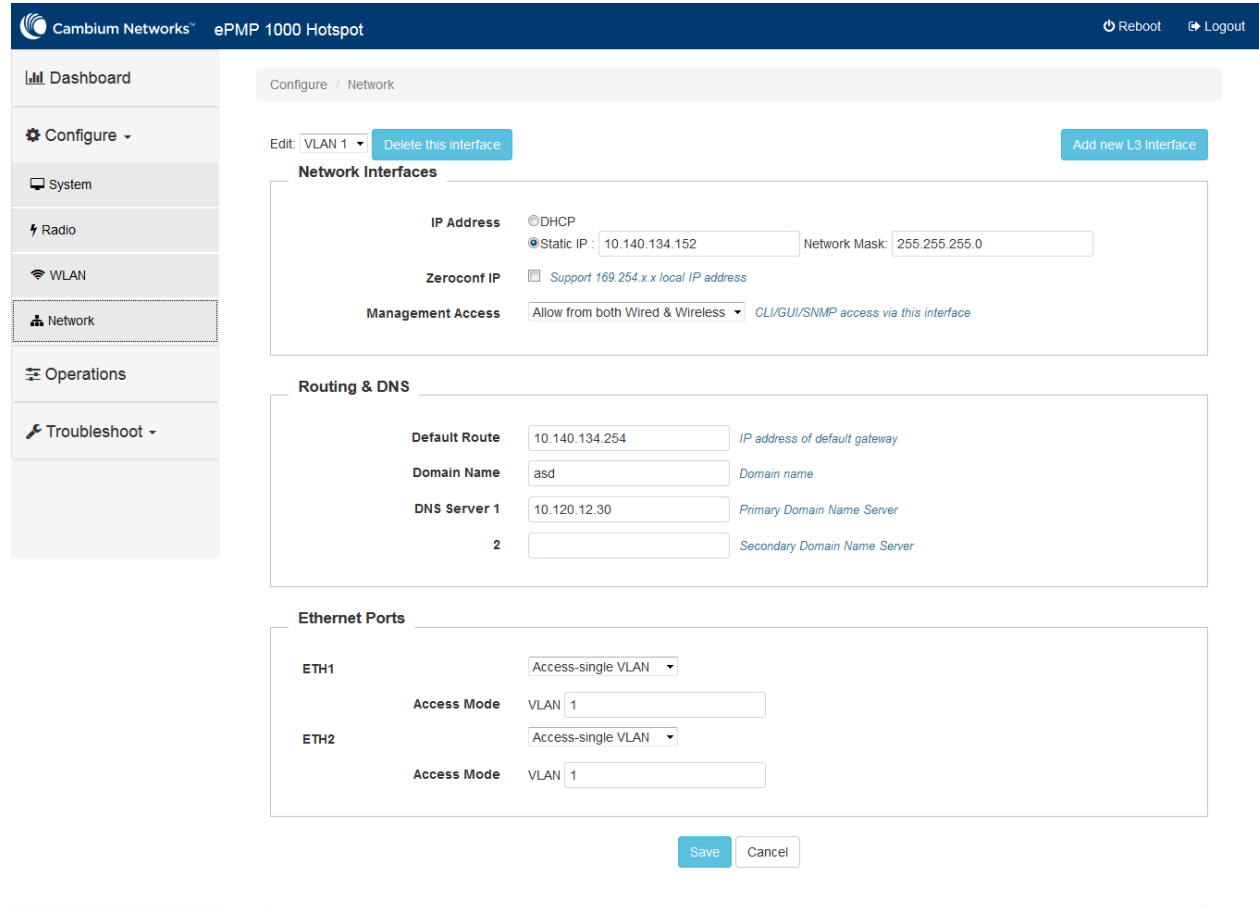 Cambium Networks™ ePMP 1000 Hotspot Reboot Logout
Dashboard
Configure
System
Radio
WLAN
Network
Operations
Troubleshoot
Configure / Network
Edit: VLAN 1 Delete this interface Add new L3 Interface
Network Interfaces
IP Address DHCP
Static IP : 10.140.134.152 Network Mask: 255.255.255.0
Zeroconf IP Support 169.254.x.x local IP address
Management Access Allow from both Wired & Wireless CLI/GUI/SNMP access via this interface
Routing & DNS
Default Route 10.140.134.254 IP address of default gateway
Domain Name asd Domain name
DNS Server 1 10.120.12.30 Primary Domain Name Server
2 Secondary Domain Name Server
Ethernet Ports
ETH1 Access-single VLAN
Access Mode VLAN 1
ETH2 Access-single VLAN
Access Mode VLAN 1
Save Cancel